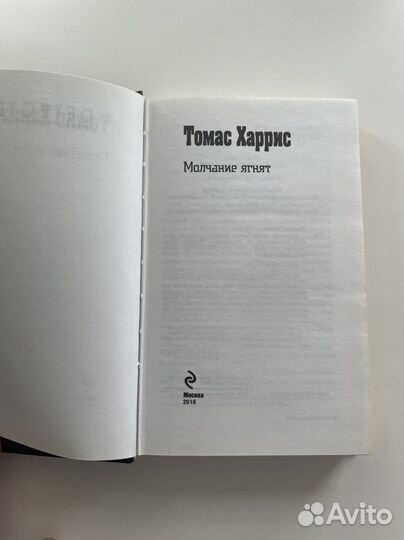 Томас Харрис
Молчание ягнят
Москва
2016
Avito